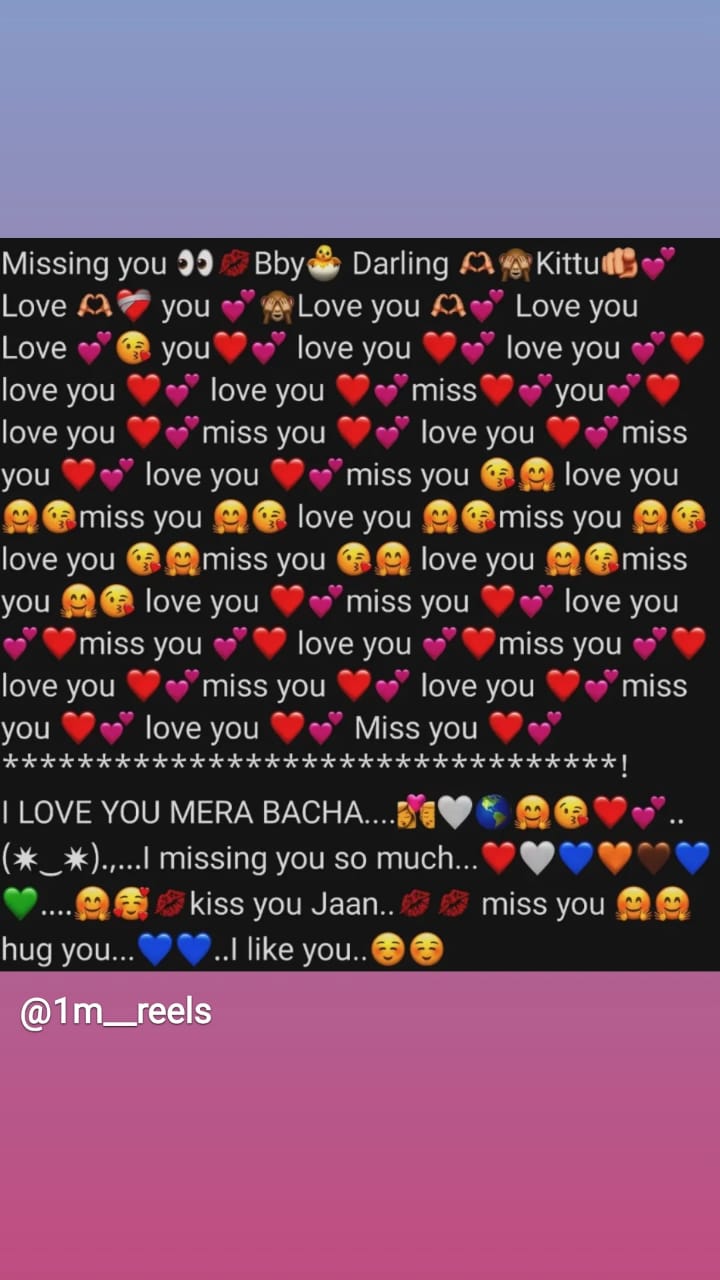 Missing you 👀💋Bby🐣 Darling 🫶🏼🙈Kittu🫵🏼💕
Love 🫶🏼❤️‍🩹 you 💕🙈Love you 🫶🏼💕 Love you
Love 💕😘 you❤️💕 love you ❤️💕 love you 💕❤️
love you ❤️💕 love you ❤️💕miss❤️💕you💕❤️
love you ❤️💕miss you ❤️💕 love you ❤️💕miss
you ❤️💕 love you ❤️💕miss you 😘🤗 love you
🤗😘miss you 🤗😘 love you 🤗😘miss you 🤗😘
love you 😘🤗miss you 😘🤗 love you 🤗😘miss
you 🤗😘 love you ❤️💕miss you ❤️💕 love you
💕❤️miss you 💕❤️ love you 💕❤️miss you 💕❤️
love you ❤️💕miss you ❤️💕 love you ❤️💕miss
you ❤️💕 love you ❤️💕 Miss you ❤️💕
*********************************!
I LOVE YOU MERA BACHA....💏🤍🌎🤗😘❤️💕..
(✷‿✷).,...I missing you so much...❤️🤍💙🧡🤎💙
💚....🤗🥰💋kiss you Jaan..💋💋 miss you 🤗🤗
hug you...💙💙..I like you..☺️☺️
@1m__reels